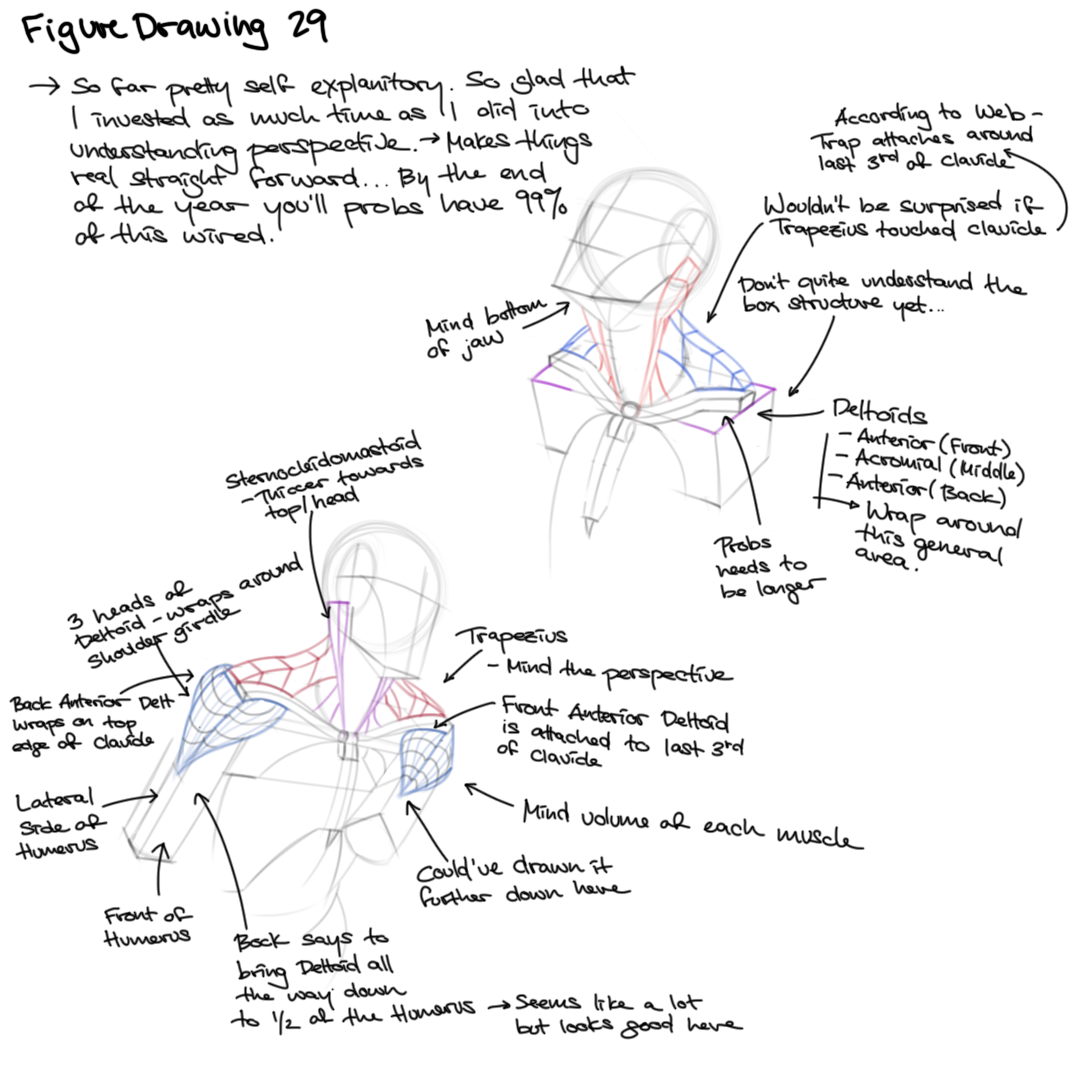 Figure Drawing 29
→ So far pretty self explanitory. So glad that
I invested as much time as I did into
understanding perspective. → Makes things
real straight forward... By the end
of the year you'll probs have 99%
of this wired.
According to Web -
Trap attaches around
last 3rd of clavicle
Wouldn't be surprised if
Trapezius touched clavicle
Don't quite understand the
box structure yet...
Mind bottom
of jaw
Deltoids
- Anterior (Front)
- Acromial (Middle)
- Anterior (Back)
→ Wrap around
this general
area.
Probs
needs to
be longer
Sternocleidomastoid
- Thiccer towards
top/head
3 heads of
Deltoid - wraps around
shoulder girdle
Back Anterior Delt
wraps on top
edge of Clavicle
Trapezius
- Mind the perspective
Front Anterior Deltoid
is attached to last 3rd
of Clavicle
Lateral
Side of
Humerus
Mind volume of each muscle
Could've drawn it
further down here
Front of
Humerus
Bock says to
bring Deltoid all
the way down
to 1/2 of the Humerus → Seems like a lot
but looks good here